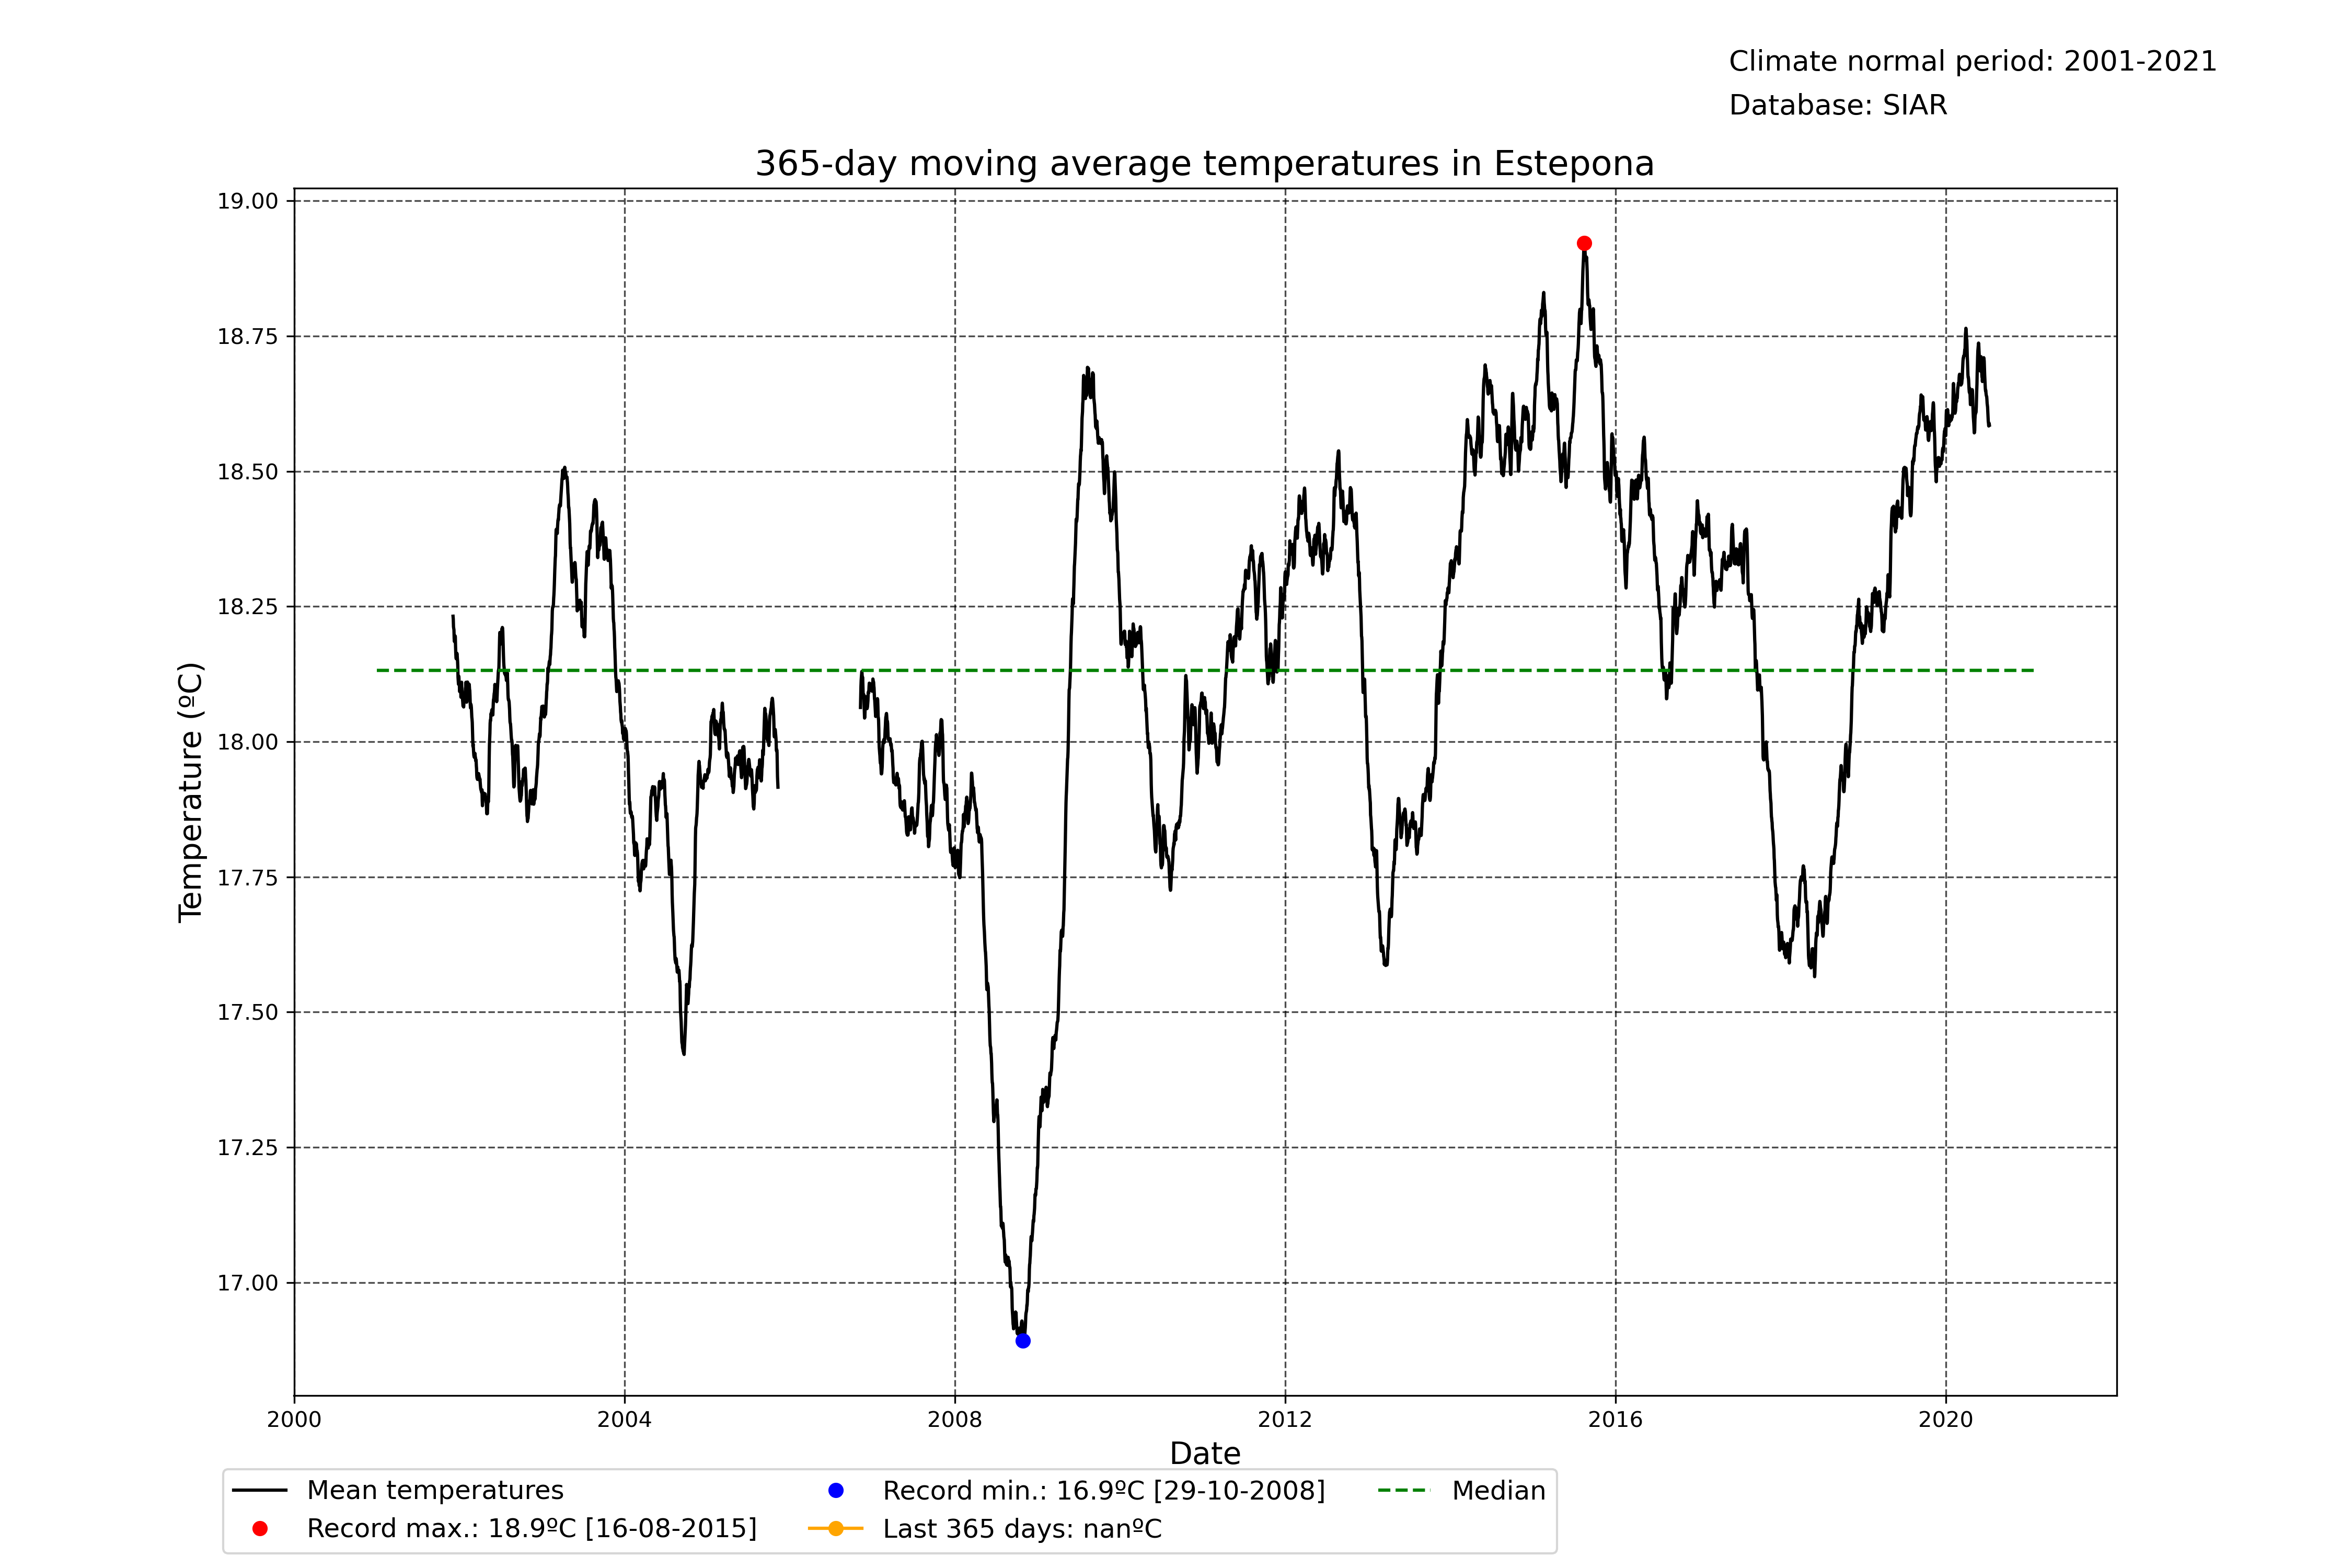 Climate normal period: 2001-2021
Database: SIAR
365-day moving average temperatures in Estepona
19.00
18.75
18.50
18.25
18.00
17.75
17.50
17.25
17.00
Temperature (ºC)
2000 2004 2008 2012 2016 2020
Date
Mean temperatures
Record max.: 18.9ºC [16-08-2015]
Record min.: 16.9ºC [29-10-2008]
Last 365 days: nanºC
Median